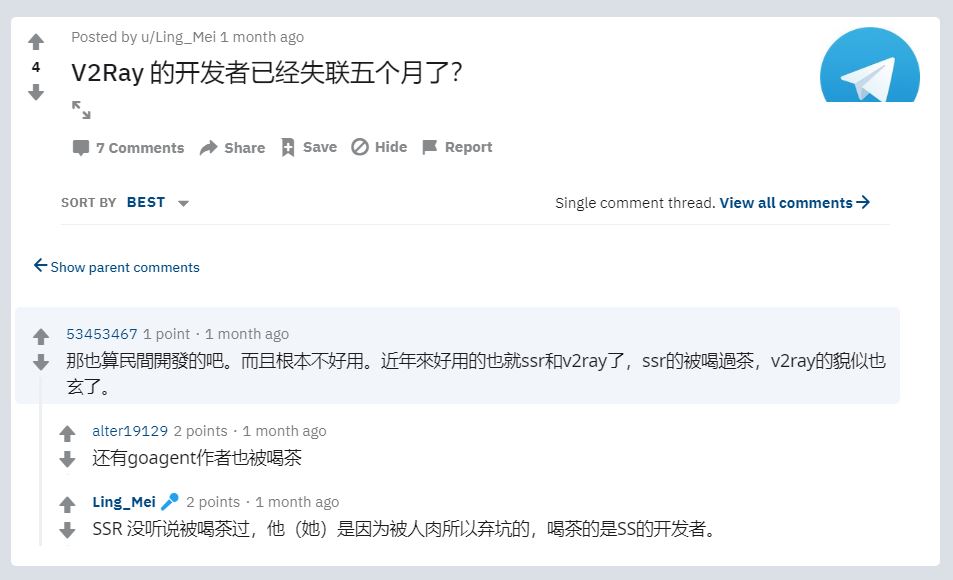 Posted by u/Ling_Mei 1 month ago
4
V2Ray 的开发者已经失联五个月了?
7 Comments Share Save Hide Report
SORT BY BEST Single comment thread. View all comments
Show parent comments
53453467 1 point · 1 month ago
那也算民間開發的吧。而且根本不好用。近年來好用的也就ssr和v2ray了，ssr的被喝過茶，v2ray的貌似也
玄了。
alter19129 2 points · 1 month ago
还有goagent作者也被喝茶
Ling_Mei 2 points · 1 month ago
SSR 没听说被喝茶过，他（她）是因为被人肉所以弃坑的，喝茶的是SS的开发者。